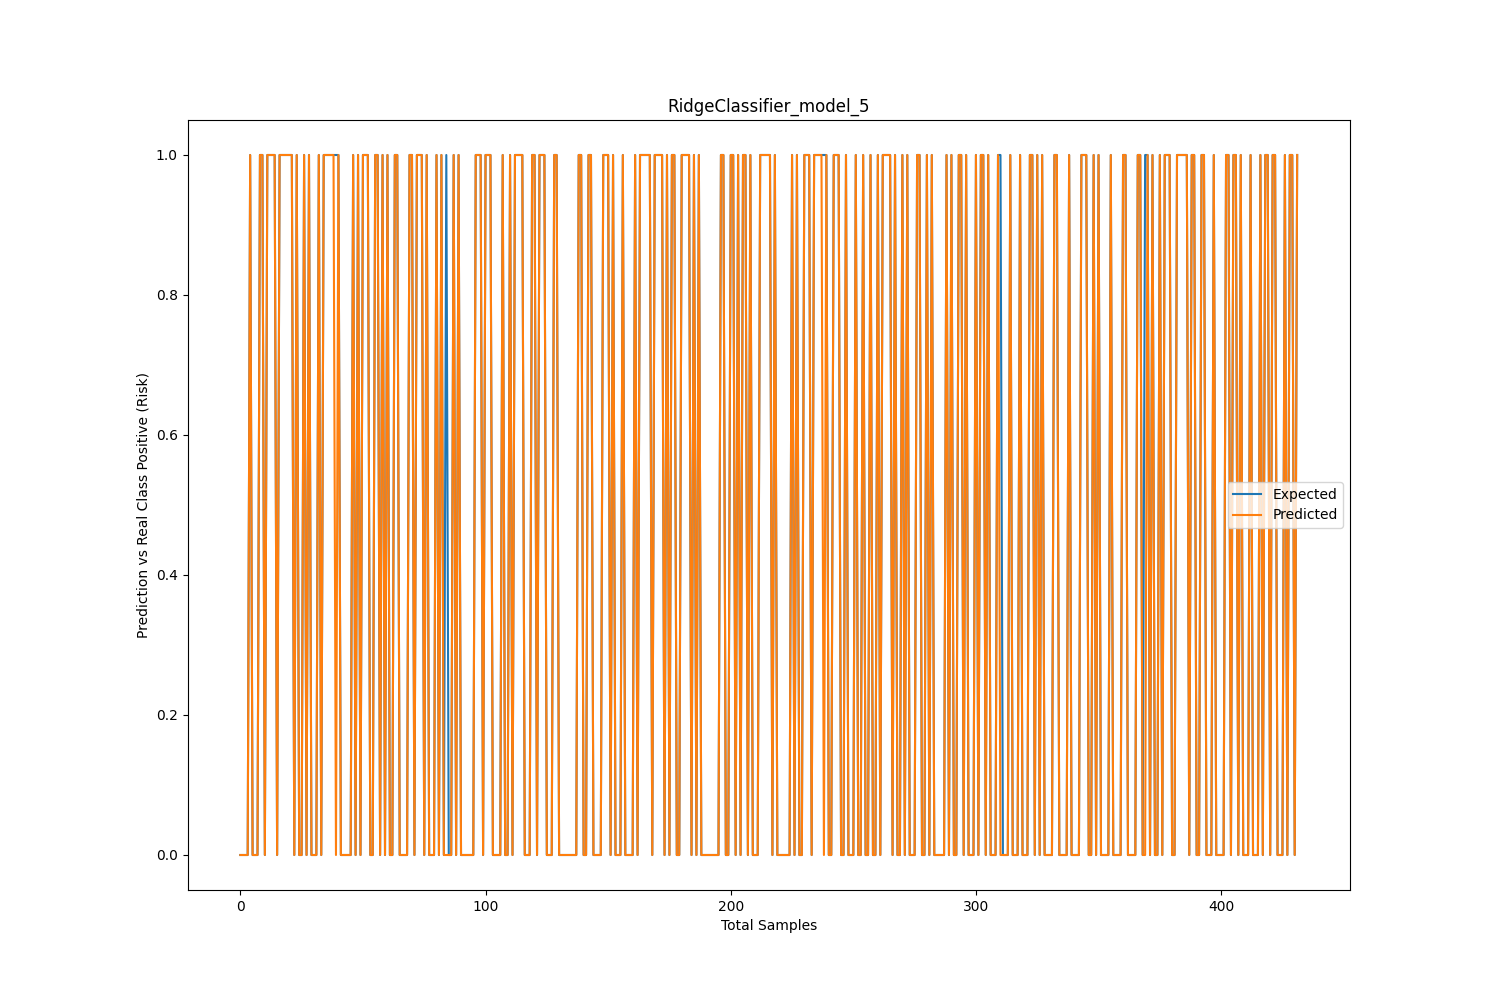 RidgeClassifier_model_5
1.0
0.8
0.6
0.4
0.2
0.0
Prediction vs Real Class Positive (Risk)
Expected
Predicted
0
100
200
300
400
Total Samples